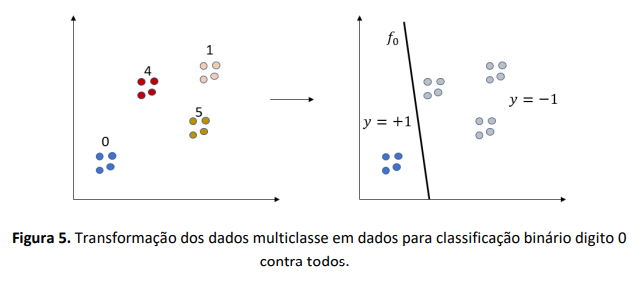 1
4
5
0
f₀
y = −1
y = +1
Figura 5. Transformação dos dados multiclasse em dados para classificação binário digito 0
contra todos.